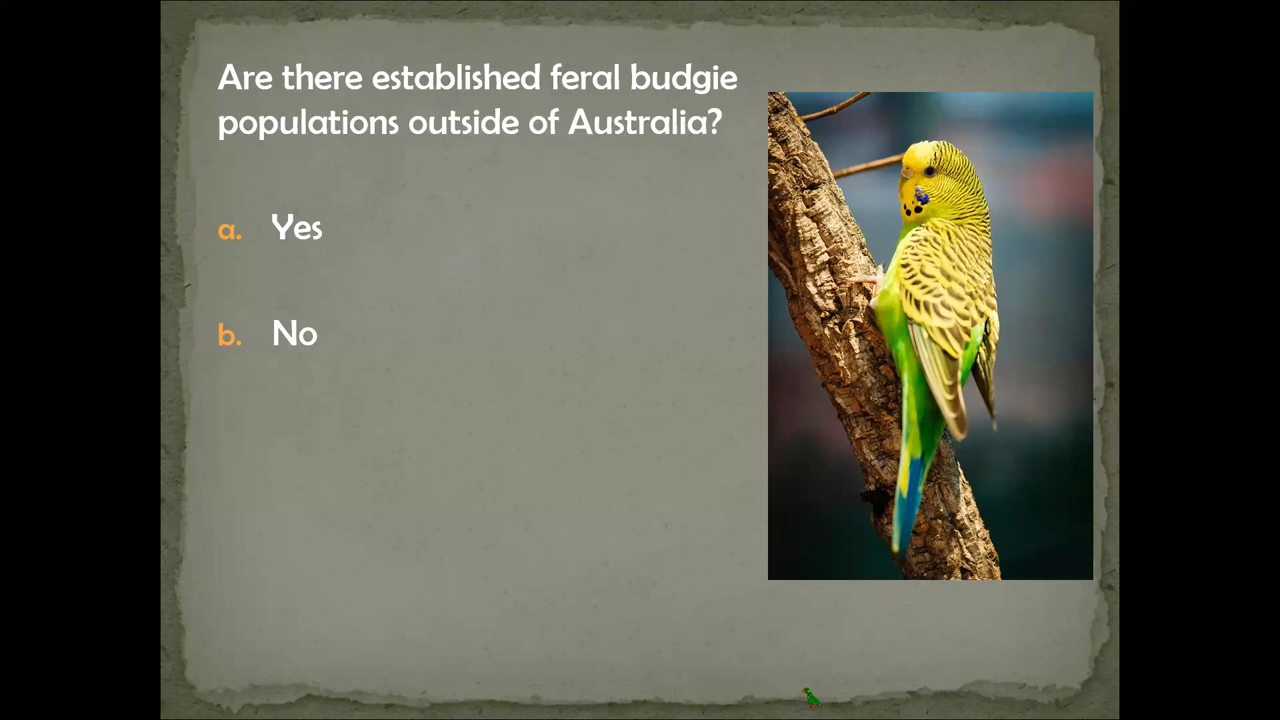 Are there established feral budgie
populations outside of Australia?
a. Yes
b. No